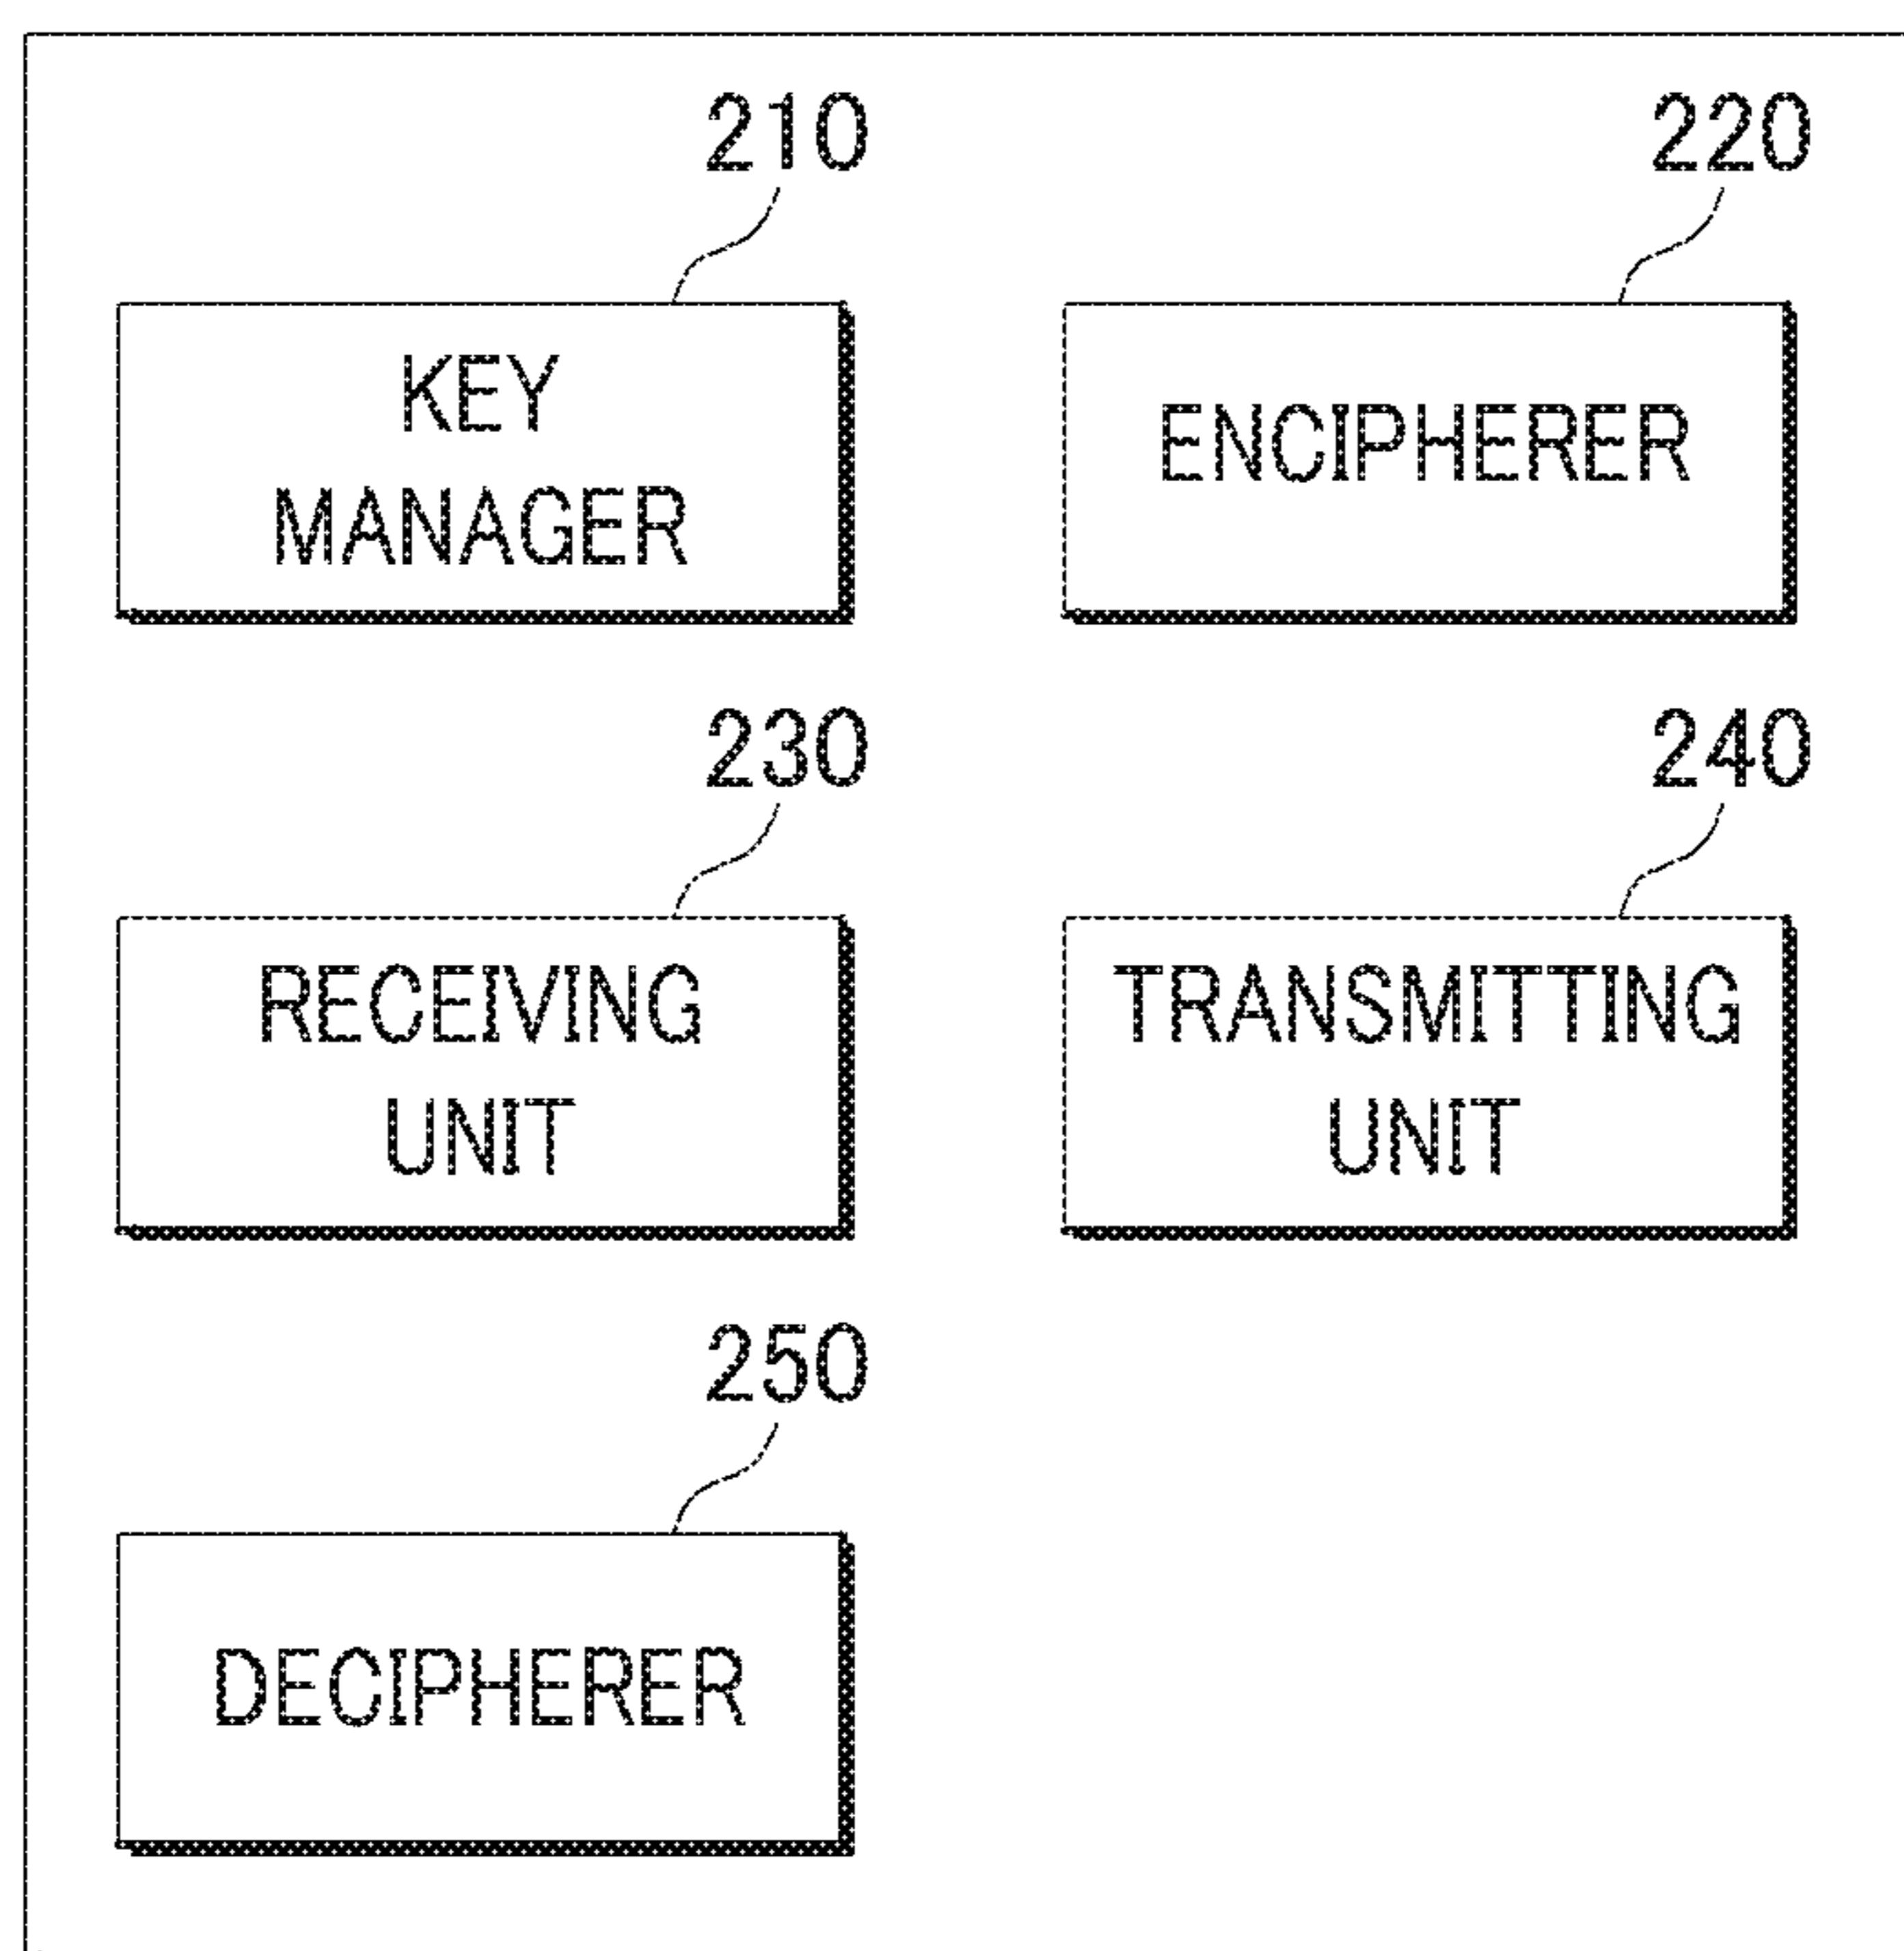 210
220
KEY
MANAGER
ENCIPHERER
230
240
RECEIVING
UNIT
TRANSMITTING
UNIT
250
DECIPHERER